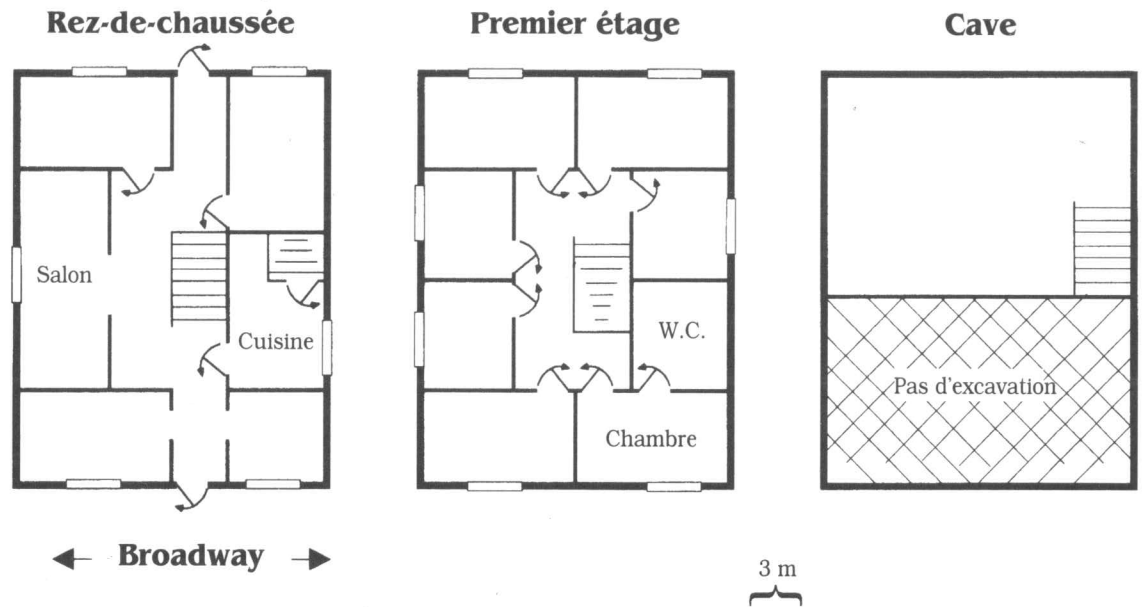 Rez-de-chaussée
Premier étage
Cave
Salon
Cuisine
W.C.
Chambre
Pas d'excavation
Broadway
3 m